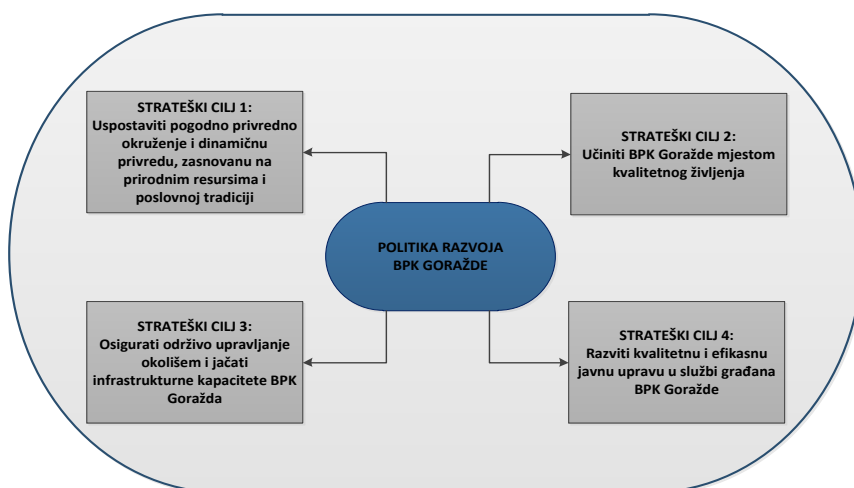 STRATEŠKI CILJ 1:
Uspostaviti pogodno privredno
okruženje i dinamičnu
privredu, zasnovanu na
prirodnim resursima i
poslovnoj tradiciji
STRATEŠKI CILJ 2:
Učiniti BPK Goražde mjestom
kvalitetnog življenja
POLITIKA RAZVOJA
BPK GORAŽDE
STRATEŠKI CILJ 3:
Osigurati održivo upravljanje
okolišem i jačati
infrastrukturne kapacitete BPK
Goražda
STRATEŠKI CILJ 4:
Razviti kvalitetnu i efikasnu
javnu upravu u službi građana
BPK Goražde